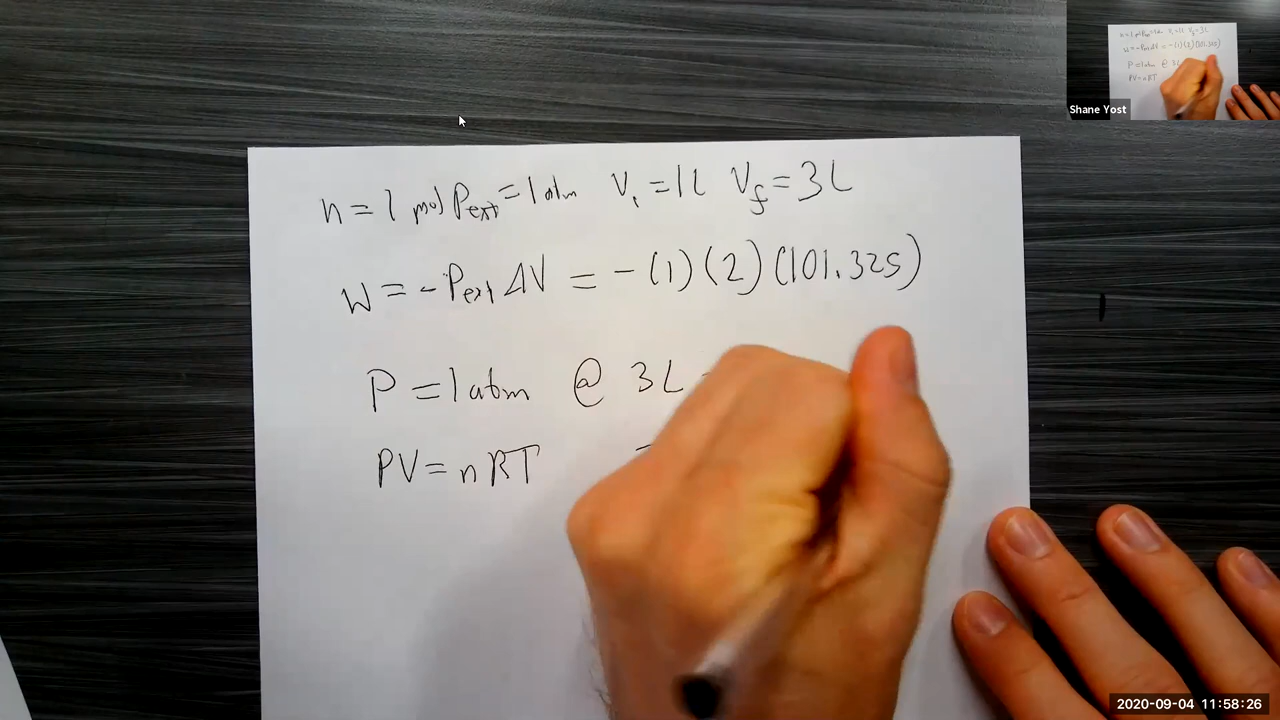 n = 1 mol Pext = 1 atm Vi = 1L Vf = 3L
w = -Pext ΔV = -(1)(2)(101.325)
P = 1 atm @ 3L
PV = nRT
Shane Yost
2020-09-04 11:58:26